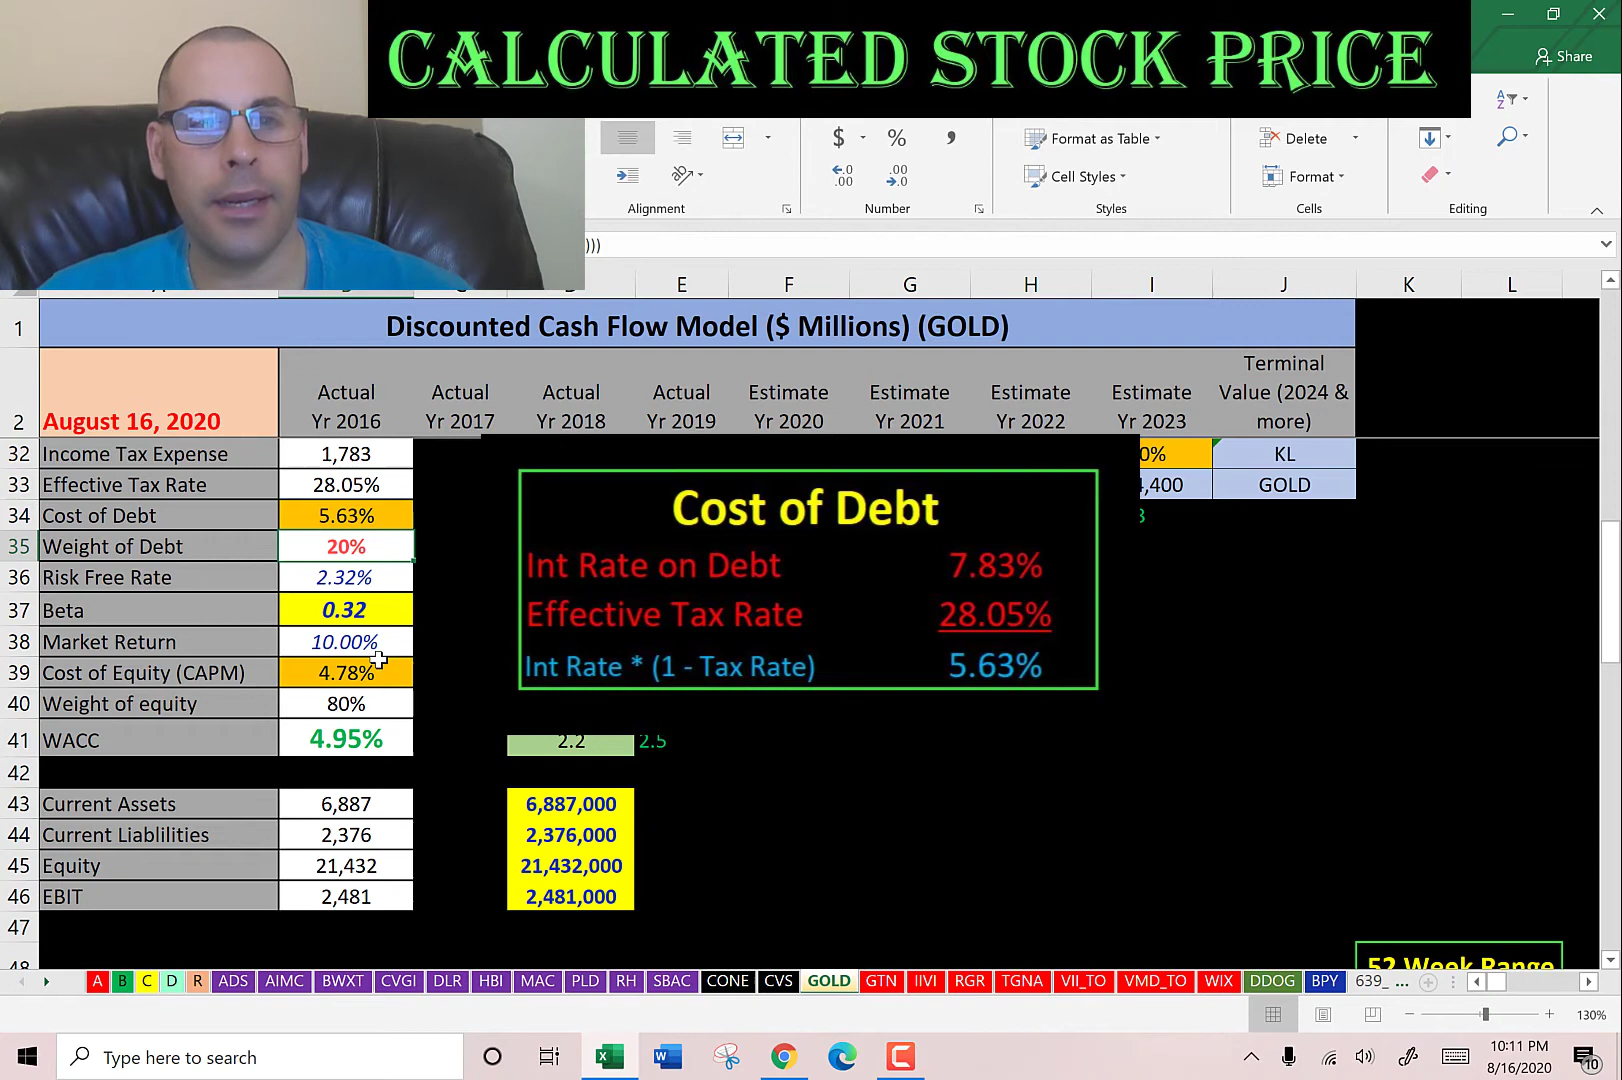 CALCULATED STOCK PRICE
Share
Format as Table
Delete
Cell Styles
Format
Alignment
Number
Styles
Cells
Editing
)))
E F G H I J K L
1 Discounted Cash Flow Model ($ Millions) (GOLD)
2 August 16, 2020 Actual Yr 2016 Actual Yr 2017 Actual Yr 2018 Actual Yr 2019 Estimate Yr 2020 Estimate Yr 2021 Estimate Yr 2022 Estimate Yr 2023 Terminal Value (2024 & more)
32 Income Tax Expense 1,783 0% KL
33 Effective Tax Rate 28.05% ,400 GOLD
34 Cost of Debt 5.63%
35 Weight of Debt 20%
36 Risk Free Rate 2.32%
37 Beta 0.32
38 Market Return 10.00%
39 Cost of Equity (CAPM) 4.78%
40 Weight of equity 80%
41 WACC 4.95% 2.2 2.5
42
43 Current Assets 6,887 6,887,000
44 Current Liablilities 2,376 2,376,000
45 Equity 21,432 21,432,000
46 EBIT 2,481 2,481,000
47
48 52 Week Range
Cost of Debt
Int Rate on Debt 7.83%
Effective Tax Rate 28.05%
Int Rate * (1 - Tax Rate) 5.63%
A B C D R ADS AIMC BWXT CVGI DLR HBI MAC PLD RH SBAC CONE CVS GOLD GTN IIVI RGR TGNA VII_TO VMD_TO WIX DDOG BPY 639_ ...
130%
Type here to search
10:11 PM
8/16/2020
10